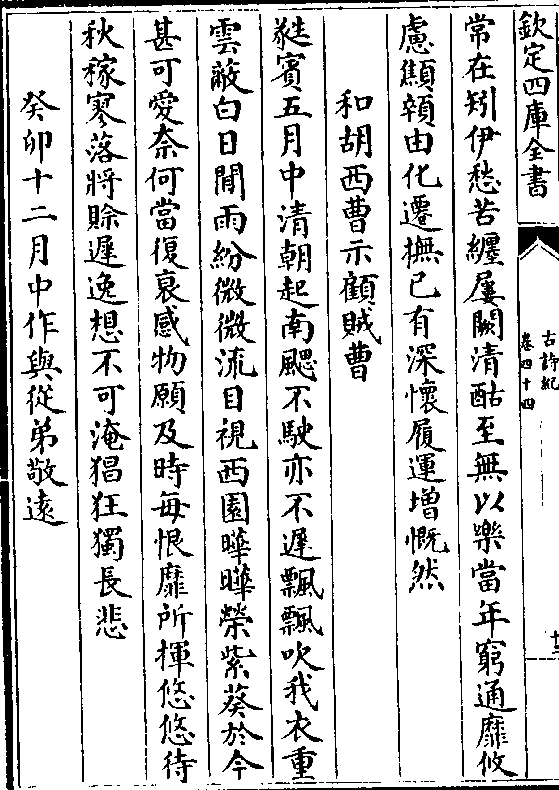 欽定四庫全書
古詩紀
卷四十四
常在矧伊愁苦纒屢闕清酤至無以樂當年窮通靡攸
慮顦顇由化遷撫已有深懷履運增慨然
和胡西曹示顧賊曹
蕤賓五月中清朝起南颸不駛亦不遲飄飄吹我衣重
雲蔽白日閒雨紛微微流目視西園曄曄榮紫葵於今
甚可愛奈何當復衰感物願及時每恨靡所揮悠悠待
秋稼寥落將賒遲逸想不可淹猖狂獨長悲
癸卯十二月中作與從弟敬遠